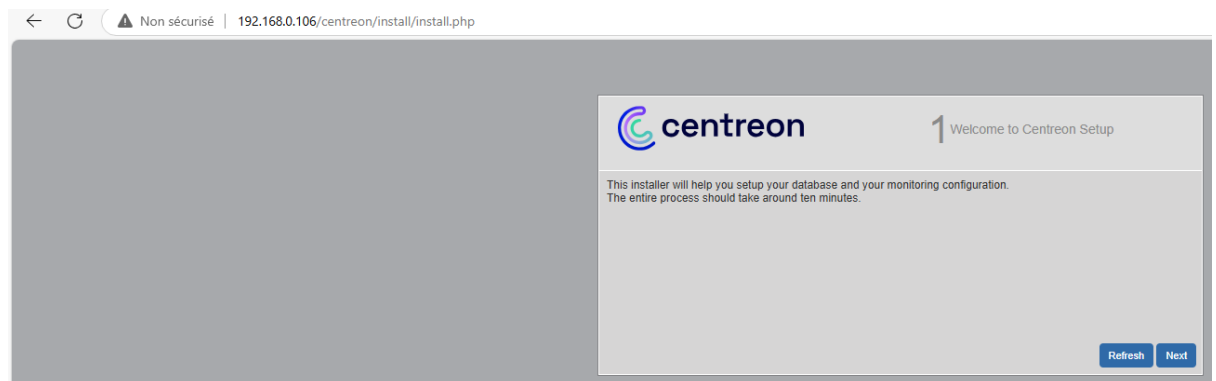 Non sécurisé | 192.168.0.106/centreon/install/install.php
centreon
1 Welcome to Centreon Setup
This installer will help you setup your database and your monitoring configuration.
The entire process should take around ten minutes.
Refresh Next